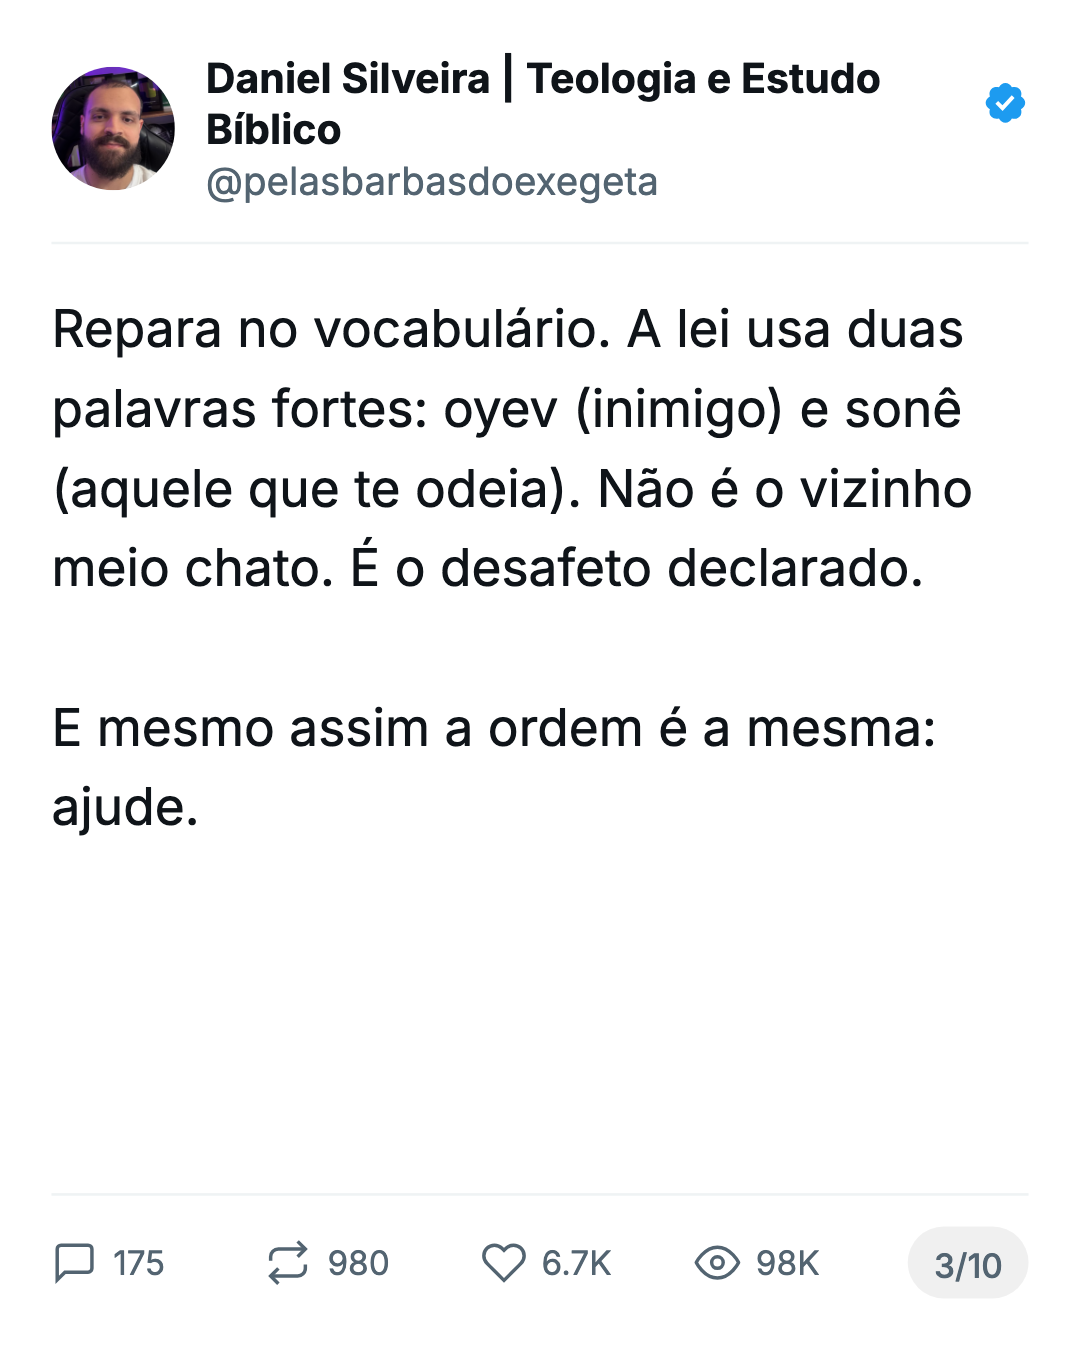 Daniel Silveira | Teologia e Estudo
Bíblico
@pelasbarbasdoexegeta
Repara no vocabulário. A lei usa duas
palavras fortes: oyev (inimigo) e sonê
(aquele que te odeia). Não é o vizinho
meio chato. É o desafeto declarado.
E mesmo assim a ordem é a mesma:
ajude.
175 980 6.7K 98K 3/10